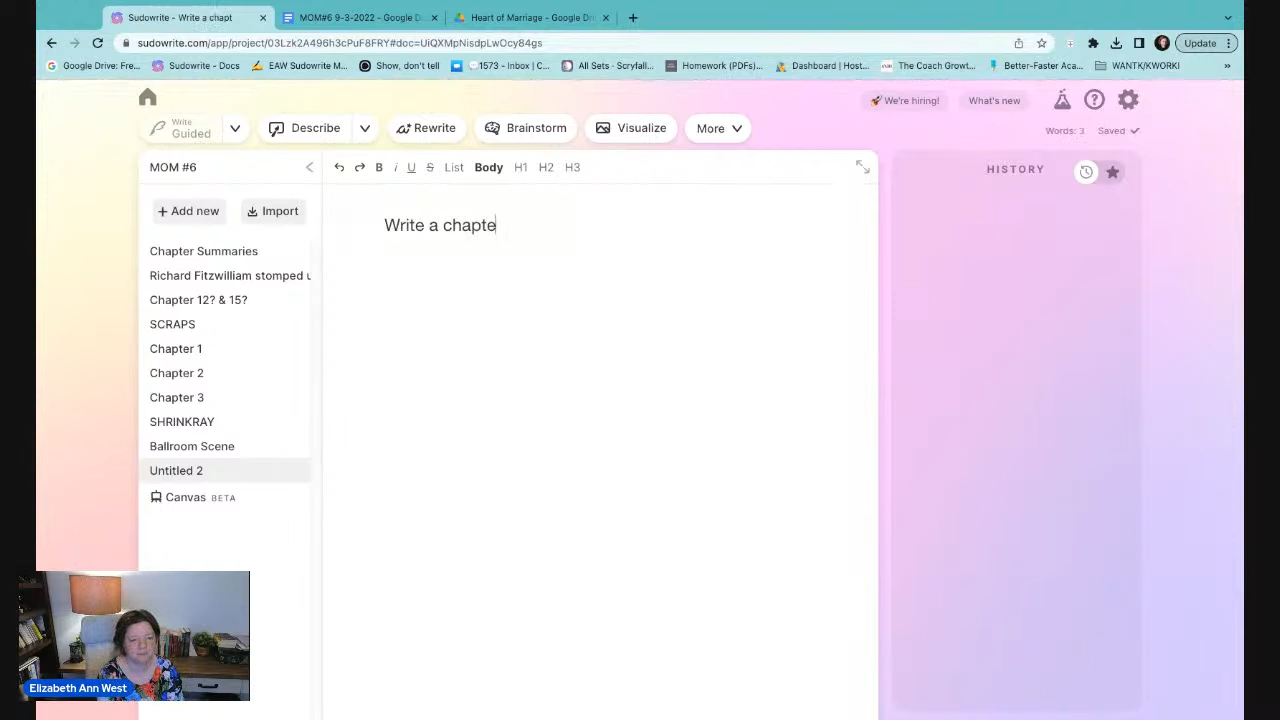 Sudowrite - Write a chapt
MOM#6 9-3-2022 - Google D
Heart of Marriage - Google Dri
sudowrite.com/app/project/03Lzk2A496h3cPuF8FRY#doc=UiQXMpNisdpLwOcy84gs
Update
Google Drive: Fre...
Sudowrite - Docs
EAW Sudowrite M...
Show, don't tell
1573 - Inbox | C...
All Sets · Scryfall...
Homework (PDFs)...
Dashboard | Host...
The Coach Growt...
Better-Faster Aca...
WANTK/KWORKI
»
We're hiring!
What's new
Write
Guided
Describe
Rewrite
Brainstorm
Visualize
More
Words: 3
Saved
MOM #6
B i U S List Body H1 H2 H3
HISTORY
+ Add new
Import
Write a chapte
Chapter Summaries
Richard Fitzwilliam stomped u
Chapter 12? & 15?
SCRAPS
Chapter 1
Chapter 2
Chapter 3
SHRINKRAY
Ballroom Scene
Untitled 2
Canvas BETA
Elizabeth Ann West